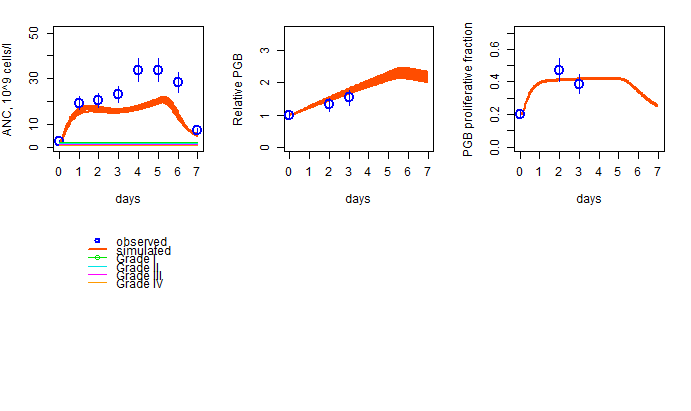 ANC, 10^9 cells/l
50
30
10
0
0 1 2 3 4 5 6 7
days
Relative PGB
3
2
1
0
0 1 2 3 4 5 6 7
days
PGB proliferative fraction
0.6
0.4
0.2
0.0
0 1 2 3 4 5 6 7
days
observed
simulated
Grade I
Grade II
Grade III
Grade IV